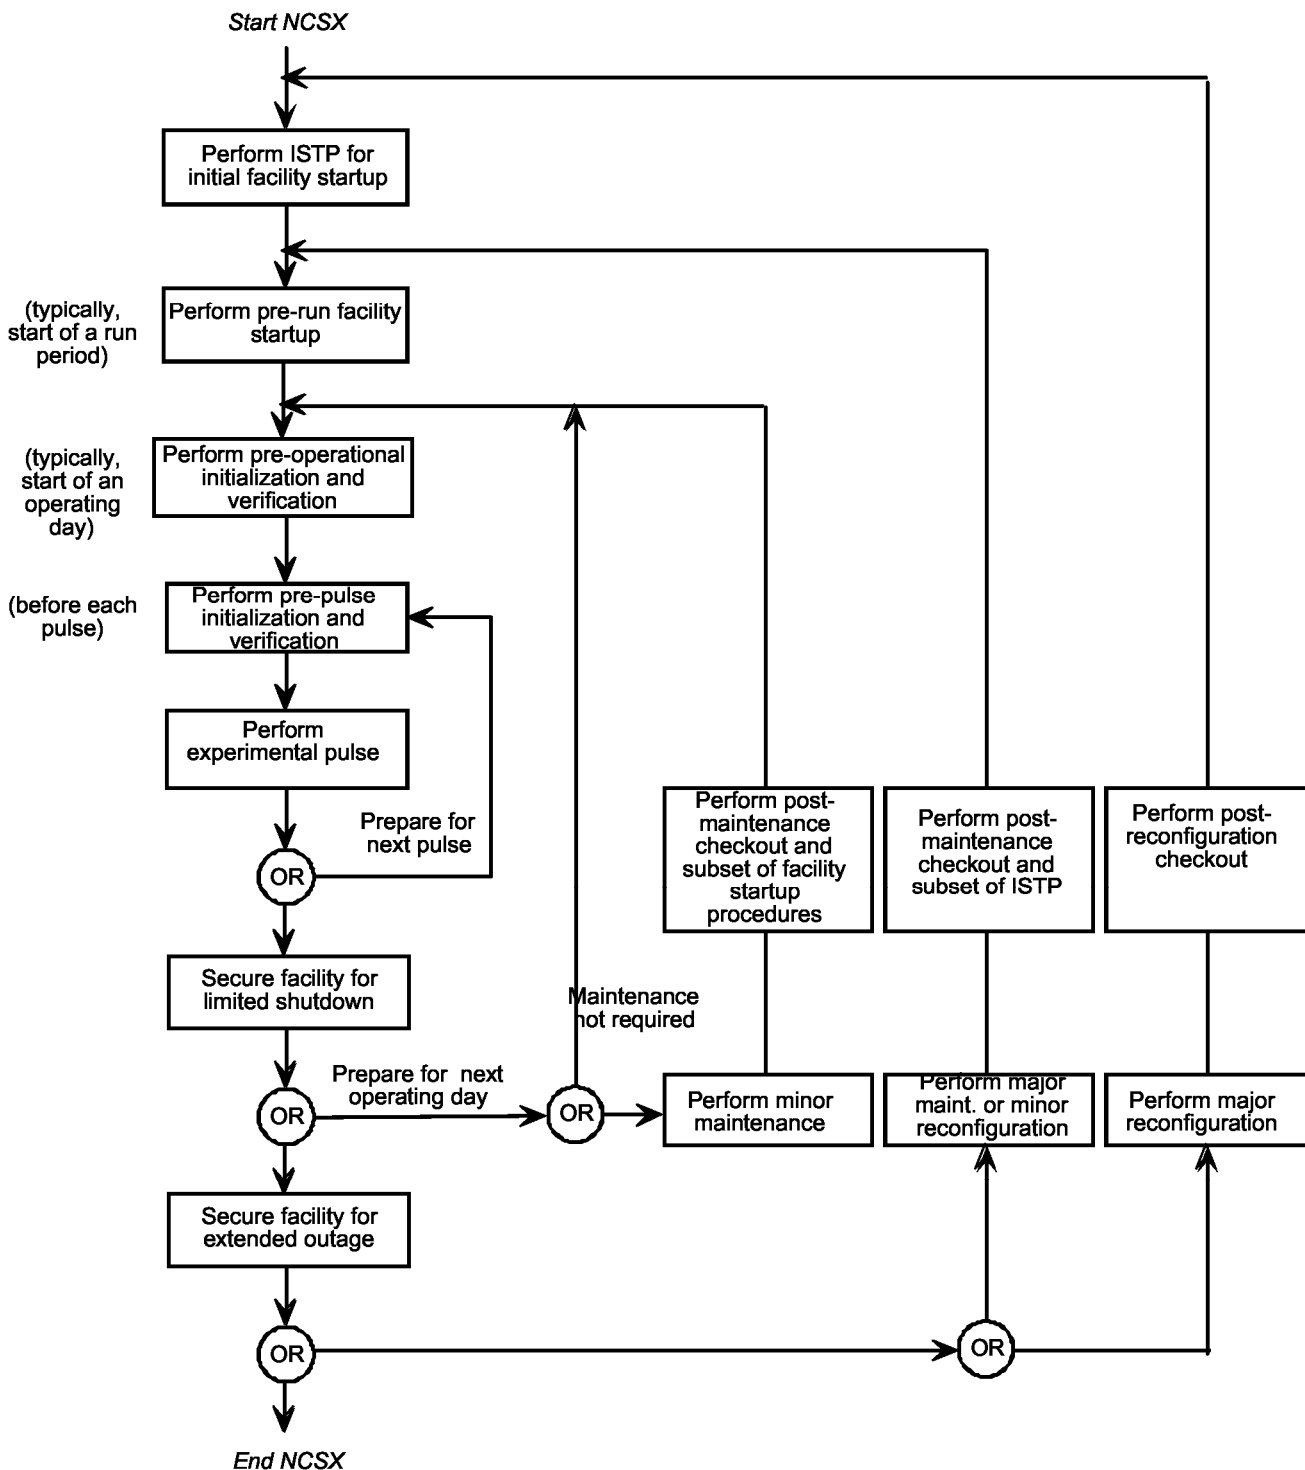 Start NCSX
Perform ISTP for
initial facility startup
(typically,
start of a run
period)
Perform pre-run facility
startup
(typically,
start of an
operating
day)
Perform pre-operational
initialization and
verification
(before each
pulse)
Perform pre-pulse
initialization and
verification
Perform
experimental pulse
Prepare for
next pulse
OR
Perform post-
maintenance
checkout and
subset of facility
startup
procedures
Perform post-
maintenance
checkout and
subset of ISTP
Perform post-
reconfiguration
checkout
Secure facility for
limited shutdown
Maintenance
not required
Prepare for next
operating day
OR
OR
Perform minor
maintenance
Perform major
maint. or minor
reconfiguration
Perform major
reconfiguration
Secure facility for
extended outage
OR
OR
End NCSX